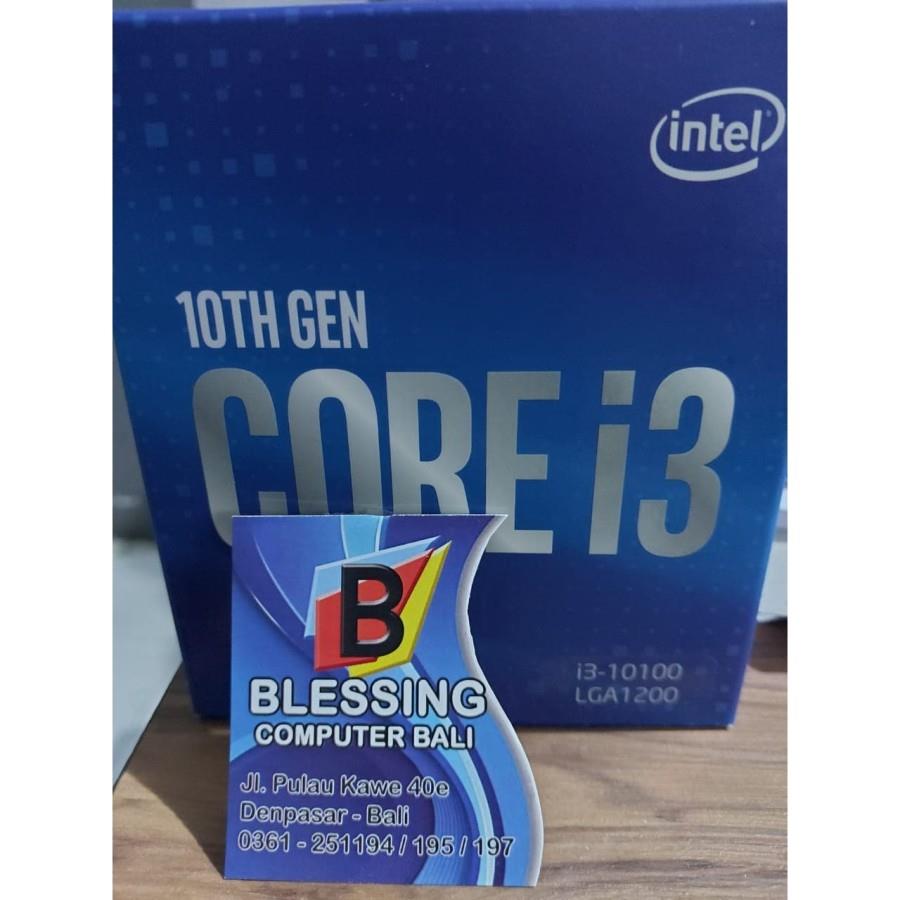 intel
10TH GEN
CORE i3
i3-10100
LGA1200
B
BLESSING
COMPUTER BALI
Jl. Pulau Kawe 40e
Denpasar - Bali
0361 - 251194 / 195 / 197